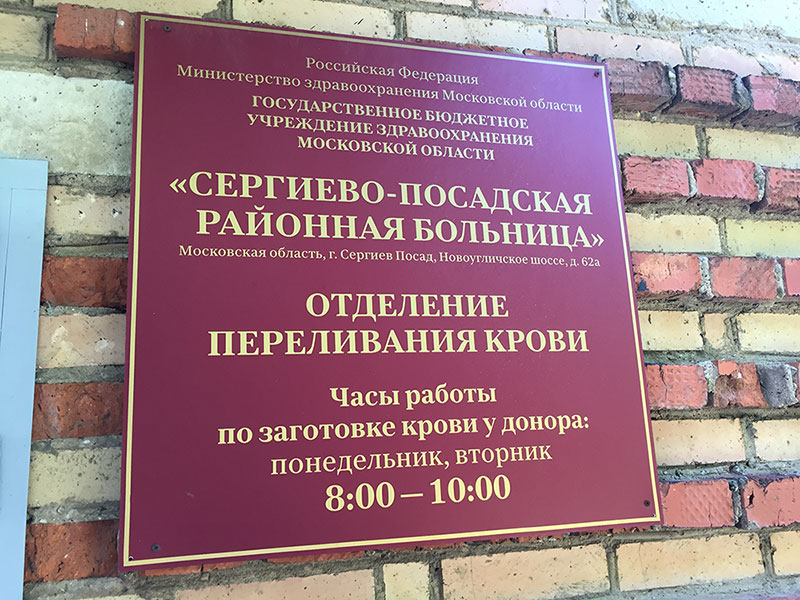 Российская Федерация
Министерство здравоохранения Московской области
ГОСУДАРСТВЕННОЕ БЮДЖЕТНОЕ
УЧРЕЖДЕНИЕ ЗДРАВООХРАНЕНИЯ
МОСКОВСКОЙ ОБЛАСТИ
«СЕРГИЕВО-ПОСАДСКАЯ
РАЙОННАЯ БОЛЬНИЦА»
Московская область, г. Сергиев Посад, Новоугличское шоссе, д. 62а
ОТДЕЛЕНИЕ
ПЕРЕЛИВАНИЯ КРОВИ
Часы работы
по заготовке крови у донора:
понедельник, вторник
8:00 – 10:00